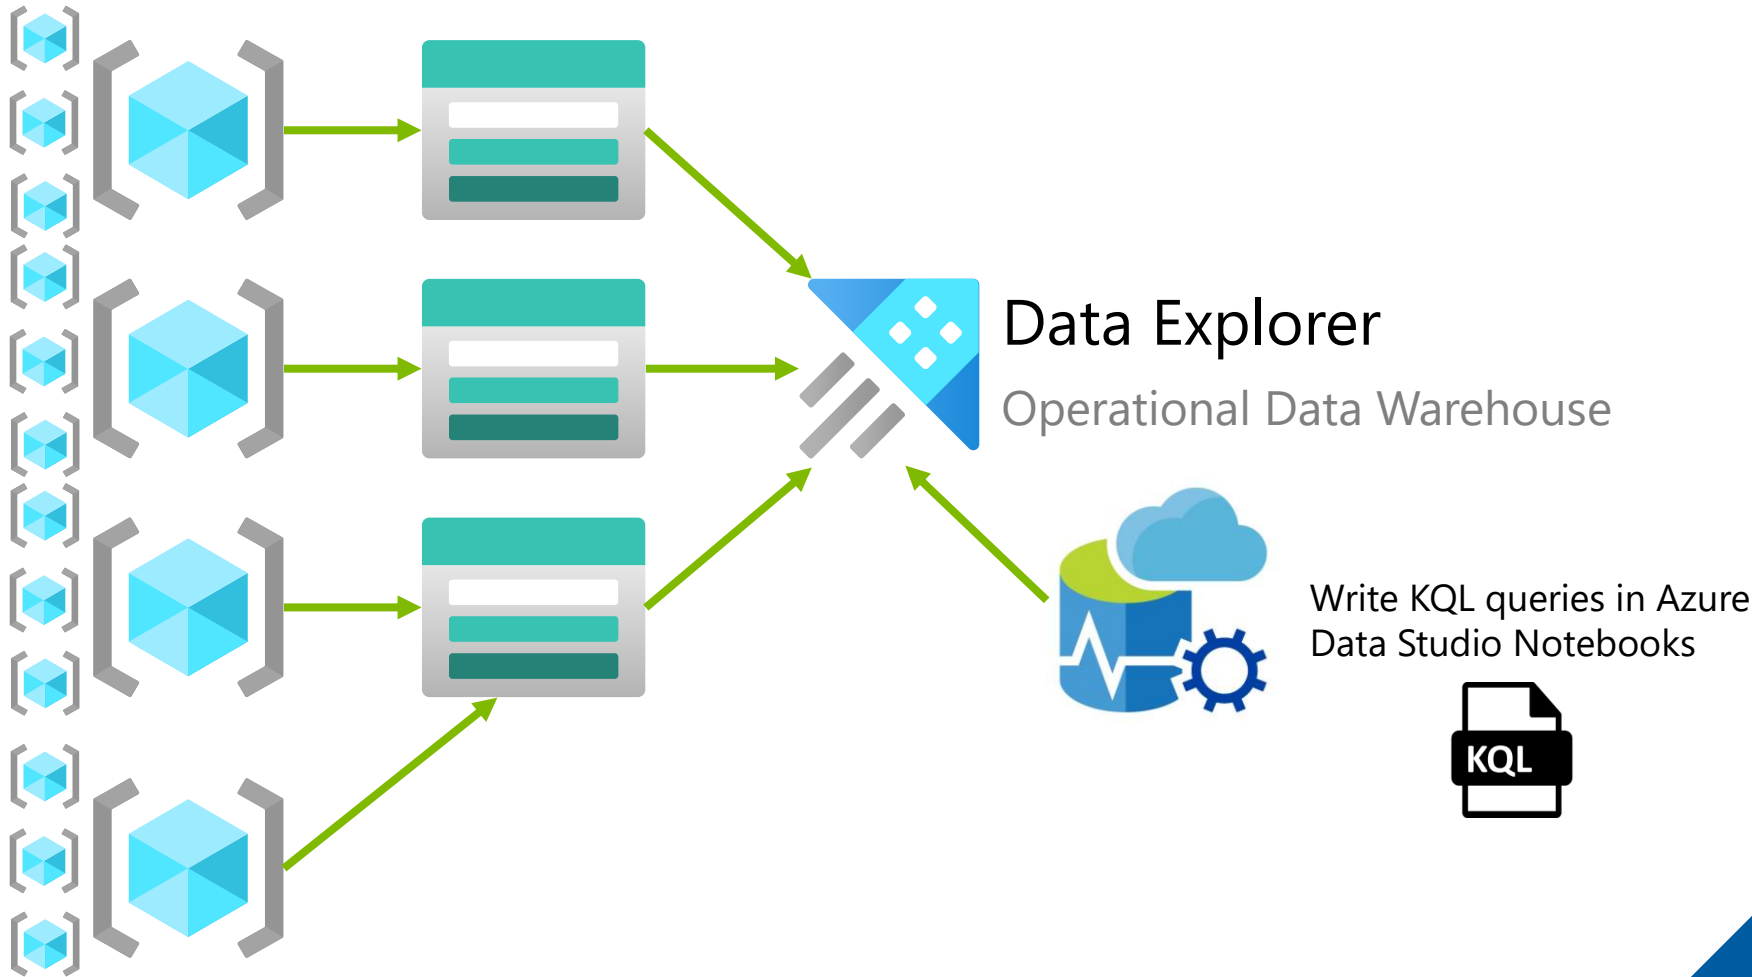 Data Explorer
Operational Data Warehouse
Write KQL queries in Azure
Data Studio Notebooks
KQL